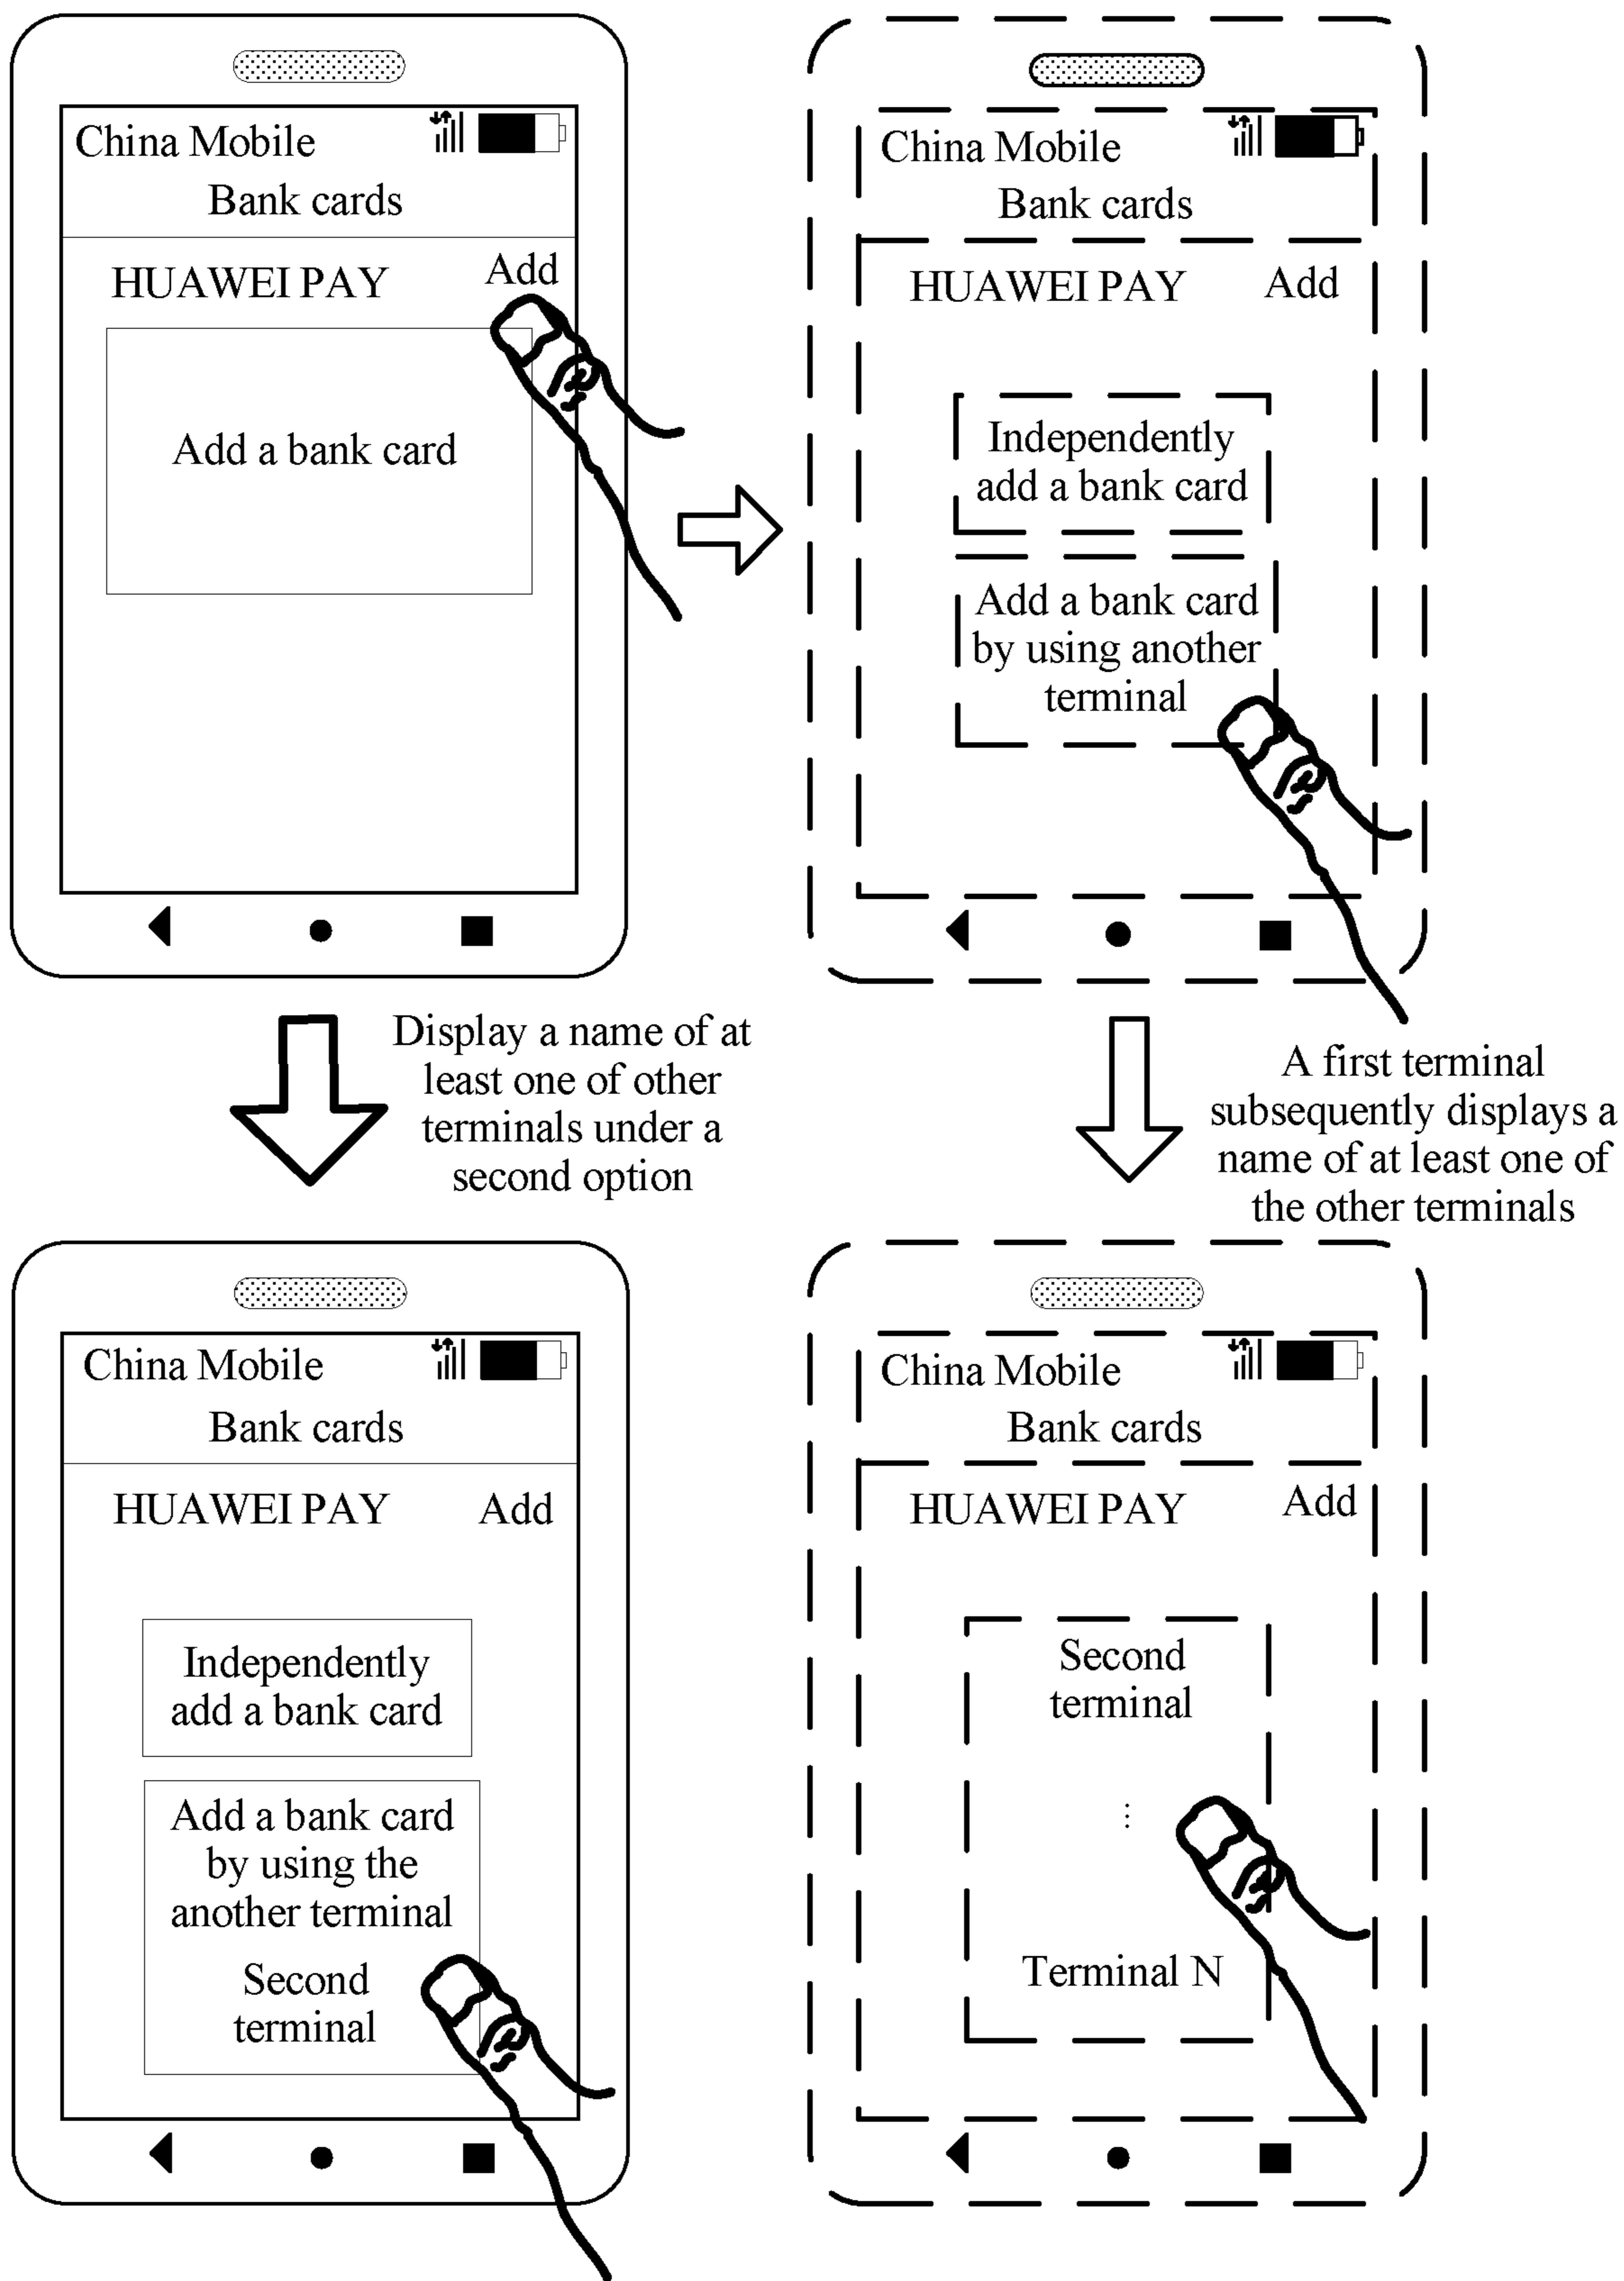 China Mobile
Bank cards
HUAWEI PAY
Add
Add a bank card
China Mobile
Bank cards
HUAWEI PAY
Add
Independently
add a bank card
Add a bank card
by using another
terminal
Display a name of at
least one of other
terminals under a
second option
A first terminal
subsequently displays a
name of at least one of
the other terminals
China Mobile
Bank cards
HUAWEI PAY
Add
Independently
add a bank card
Add a bank card
by using the
another terminal
Second
terminal
China Mobile
Bank cards
HUAWEI PAY
Add
Second
terminal
⋮
Terminal N